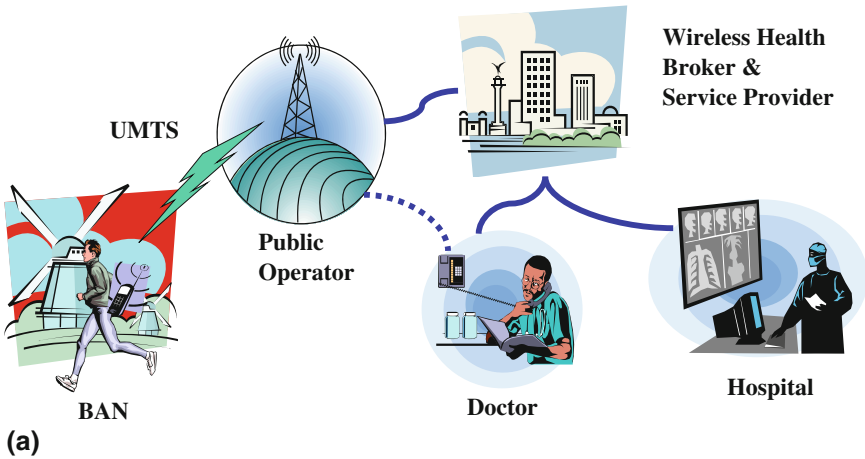 Wireless Health
Broker &
Service Provider
UMTS
Public
Operator
BAN
Doctor
Hospital
(a)